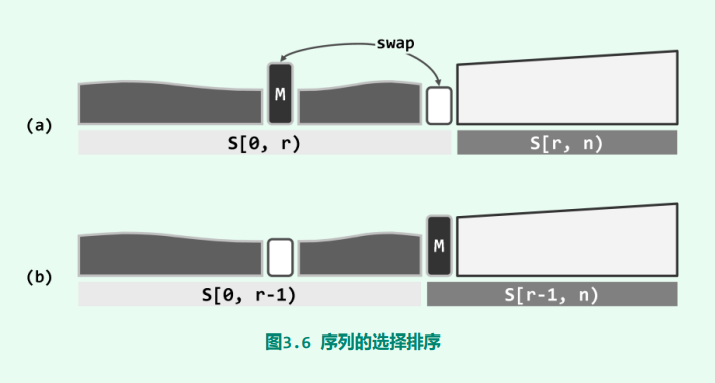 swap
M
(a)
S[0, r)
S[r, n)
M
(b)
S[0, r-1)
S[r-1, n)
图3.6 序列的选择排序